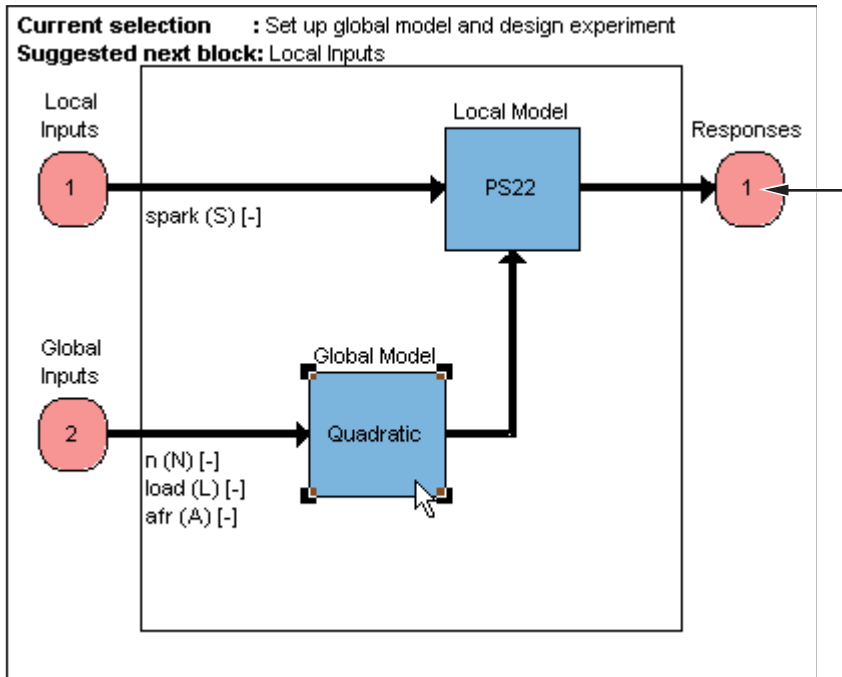 Current selection : Set up global model and design experiment
Suggested next block: Local Inputs
Local
Inputs
1
spark (S) [-]
Local Model
PS22
Responses
1
Global
Inputs
2
n (N) [-]
load (L) [-]
afr (A) [-]
Global Model
Quadratic